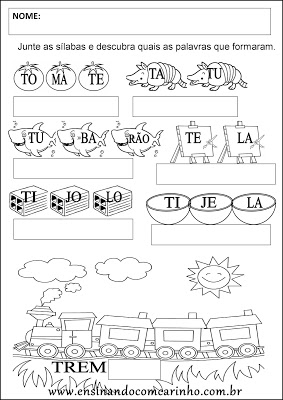 NOME:
Junte as sílabas e descubra quais as palavras que formaram.
TO MA TE
TA TU
TU BA RÃO
TE LA
TI JO LO
TI JE LA
TREM
www.ensinandocomcarinho.com.br